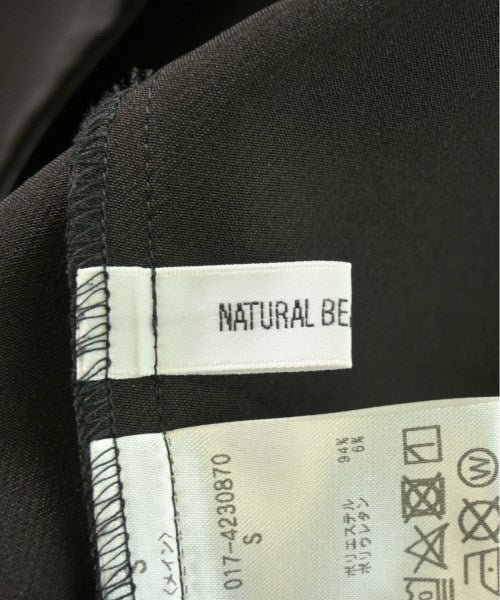 NATURAL BE
S
〈メイン〉
017-4230870
S
ポリエステル 94%
ポリウレタン 6%
W